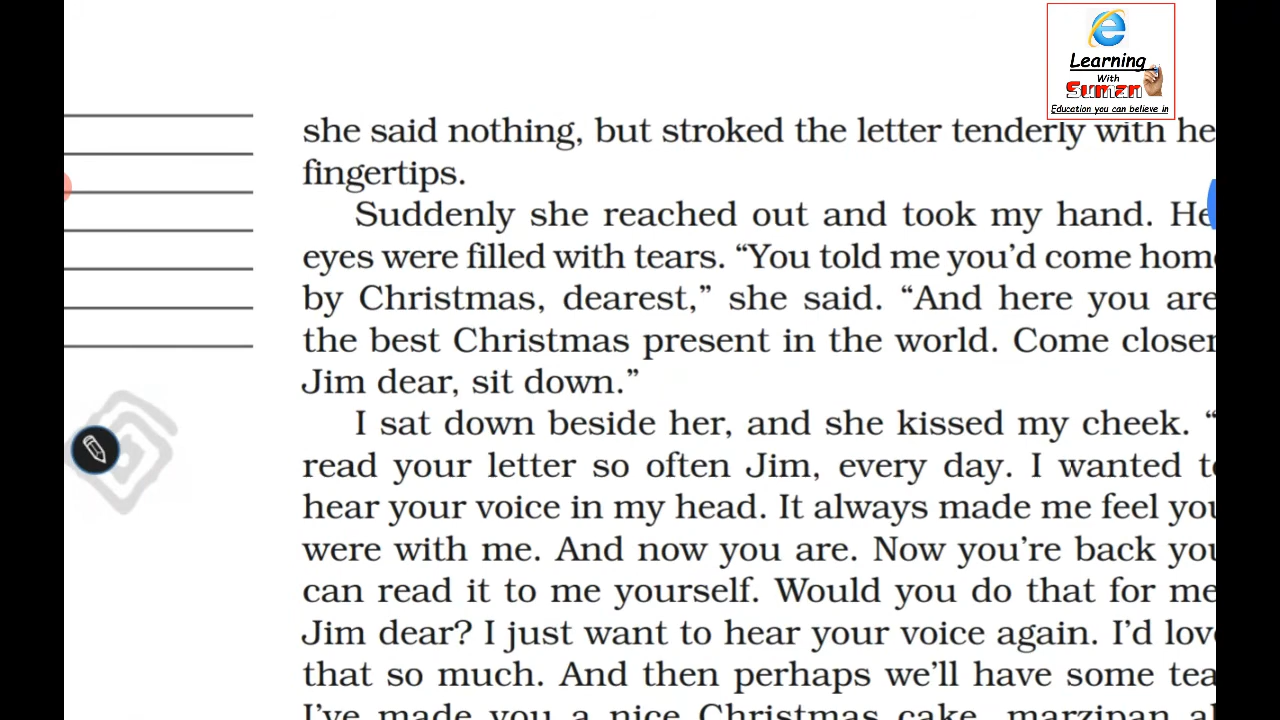 Learning
With
Suman
Education you can believe in
she said nothing, but stroked the letter tenderly with he
fingertips.
Suddenly she reached out and took my hand. He
eyes were filled with tears. “You told me you’d come hom
by Christmas, dearest,” she said. “And here you are
the best Christmas present in the world. Come closer
Jim dear, sit down.”
I sat down beside her, and she kissed my cheek. “
read your letter so often Jim, every day. I wanted to
hear your voice in my head. It always made me feel you
were with me. And now you are. Now you’re back you
can read it to me yourself. Would you do that for me
Jim dear? I just want to hear your voice again. I’d love
that so much. And then perhaps we’ll have some tea
I’ve made you a nice Christmas cake, marzipan al